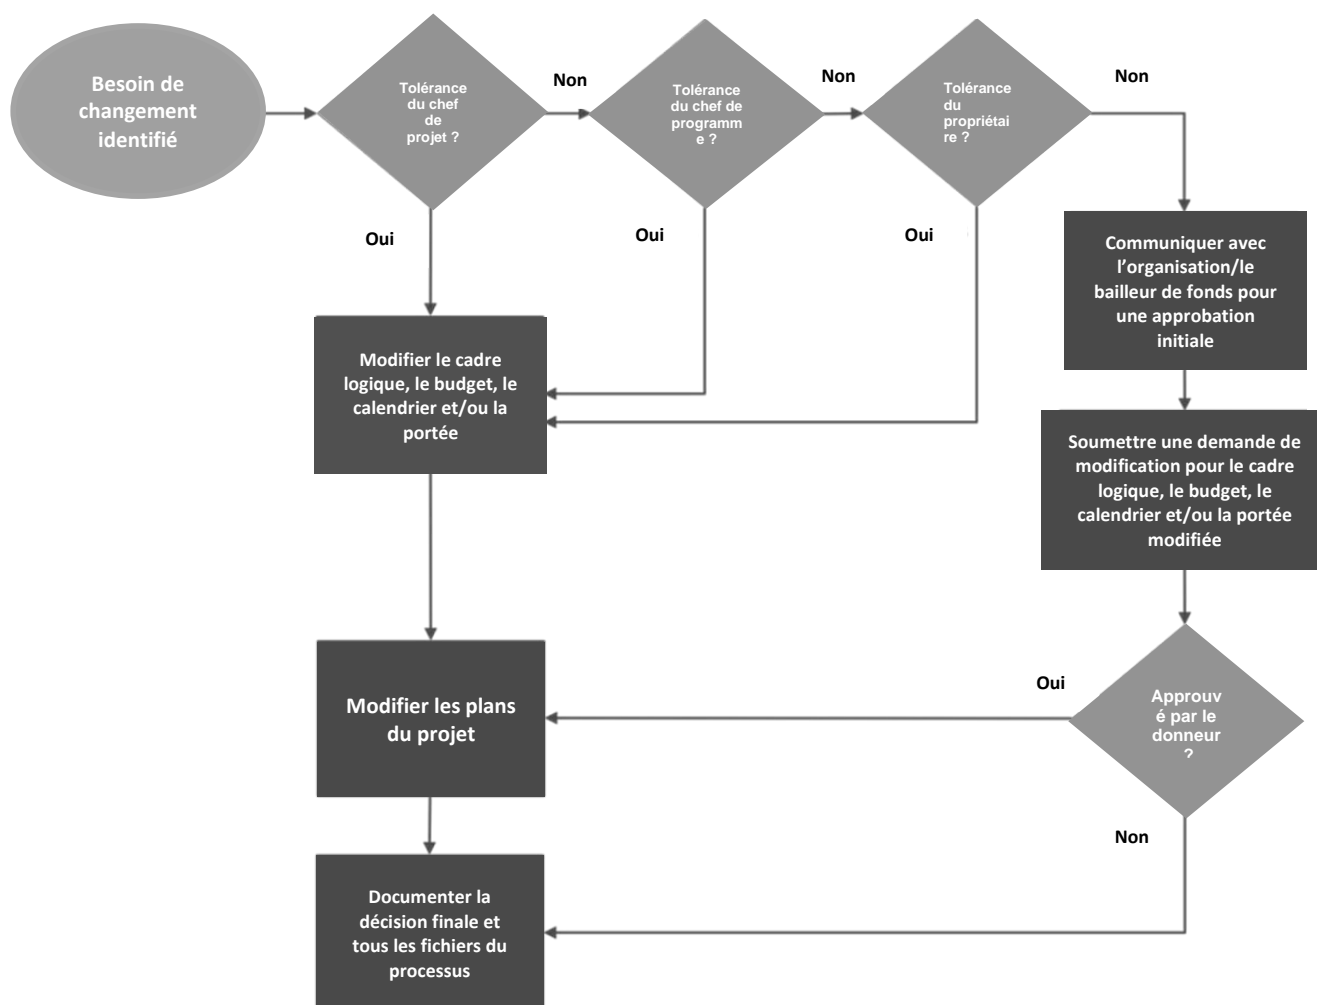 Besoin de
changement
identifié
Tolérance
du chef
de
projet ?
Non
Tolérance
du chef de
programm
e ?
Non
Tolérance
du
propriétai
re ?
Non
Oui
Oui
Oui
Communiquer avec
l’organisation/le
bailleur de fonds pour
une approbation
initiale
Modifier le cadre
logique, le budget, le
calendrier et/ou la
portée
Soumettre une demande de
modification pour le cadre
logique, le budget, le
calendrier et/ou la portée
modifiée
Modifier les plans
du projet
Oui
Approuv
é par le
donneur
?
Non
Documenter la
décision finale et
tous les fichiers du
processus